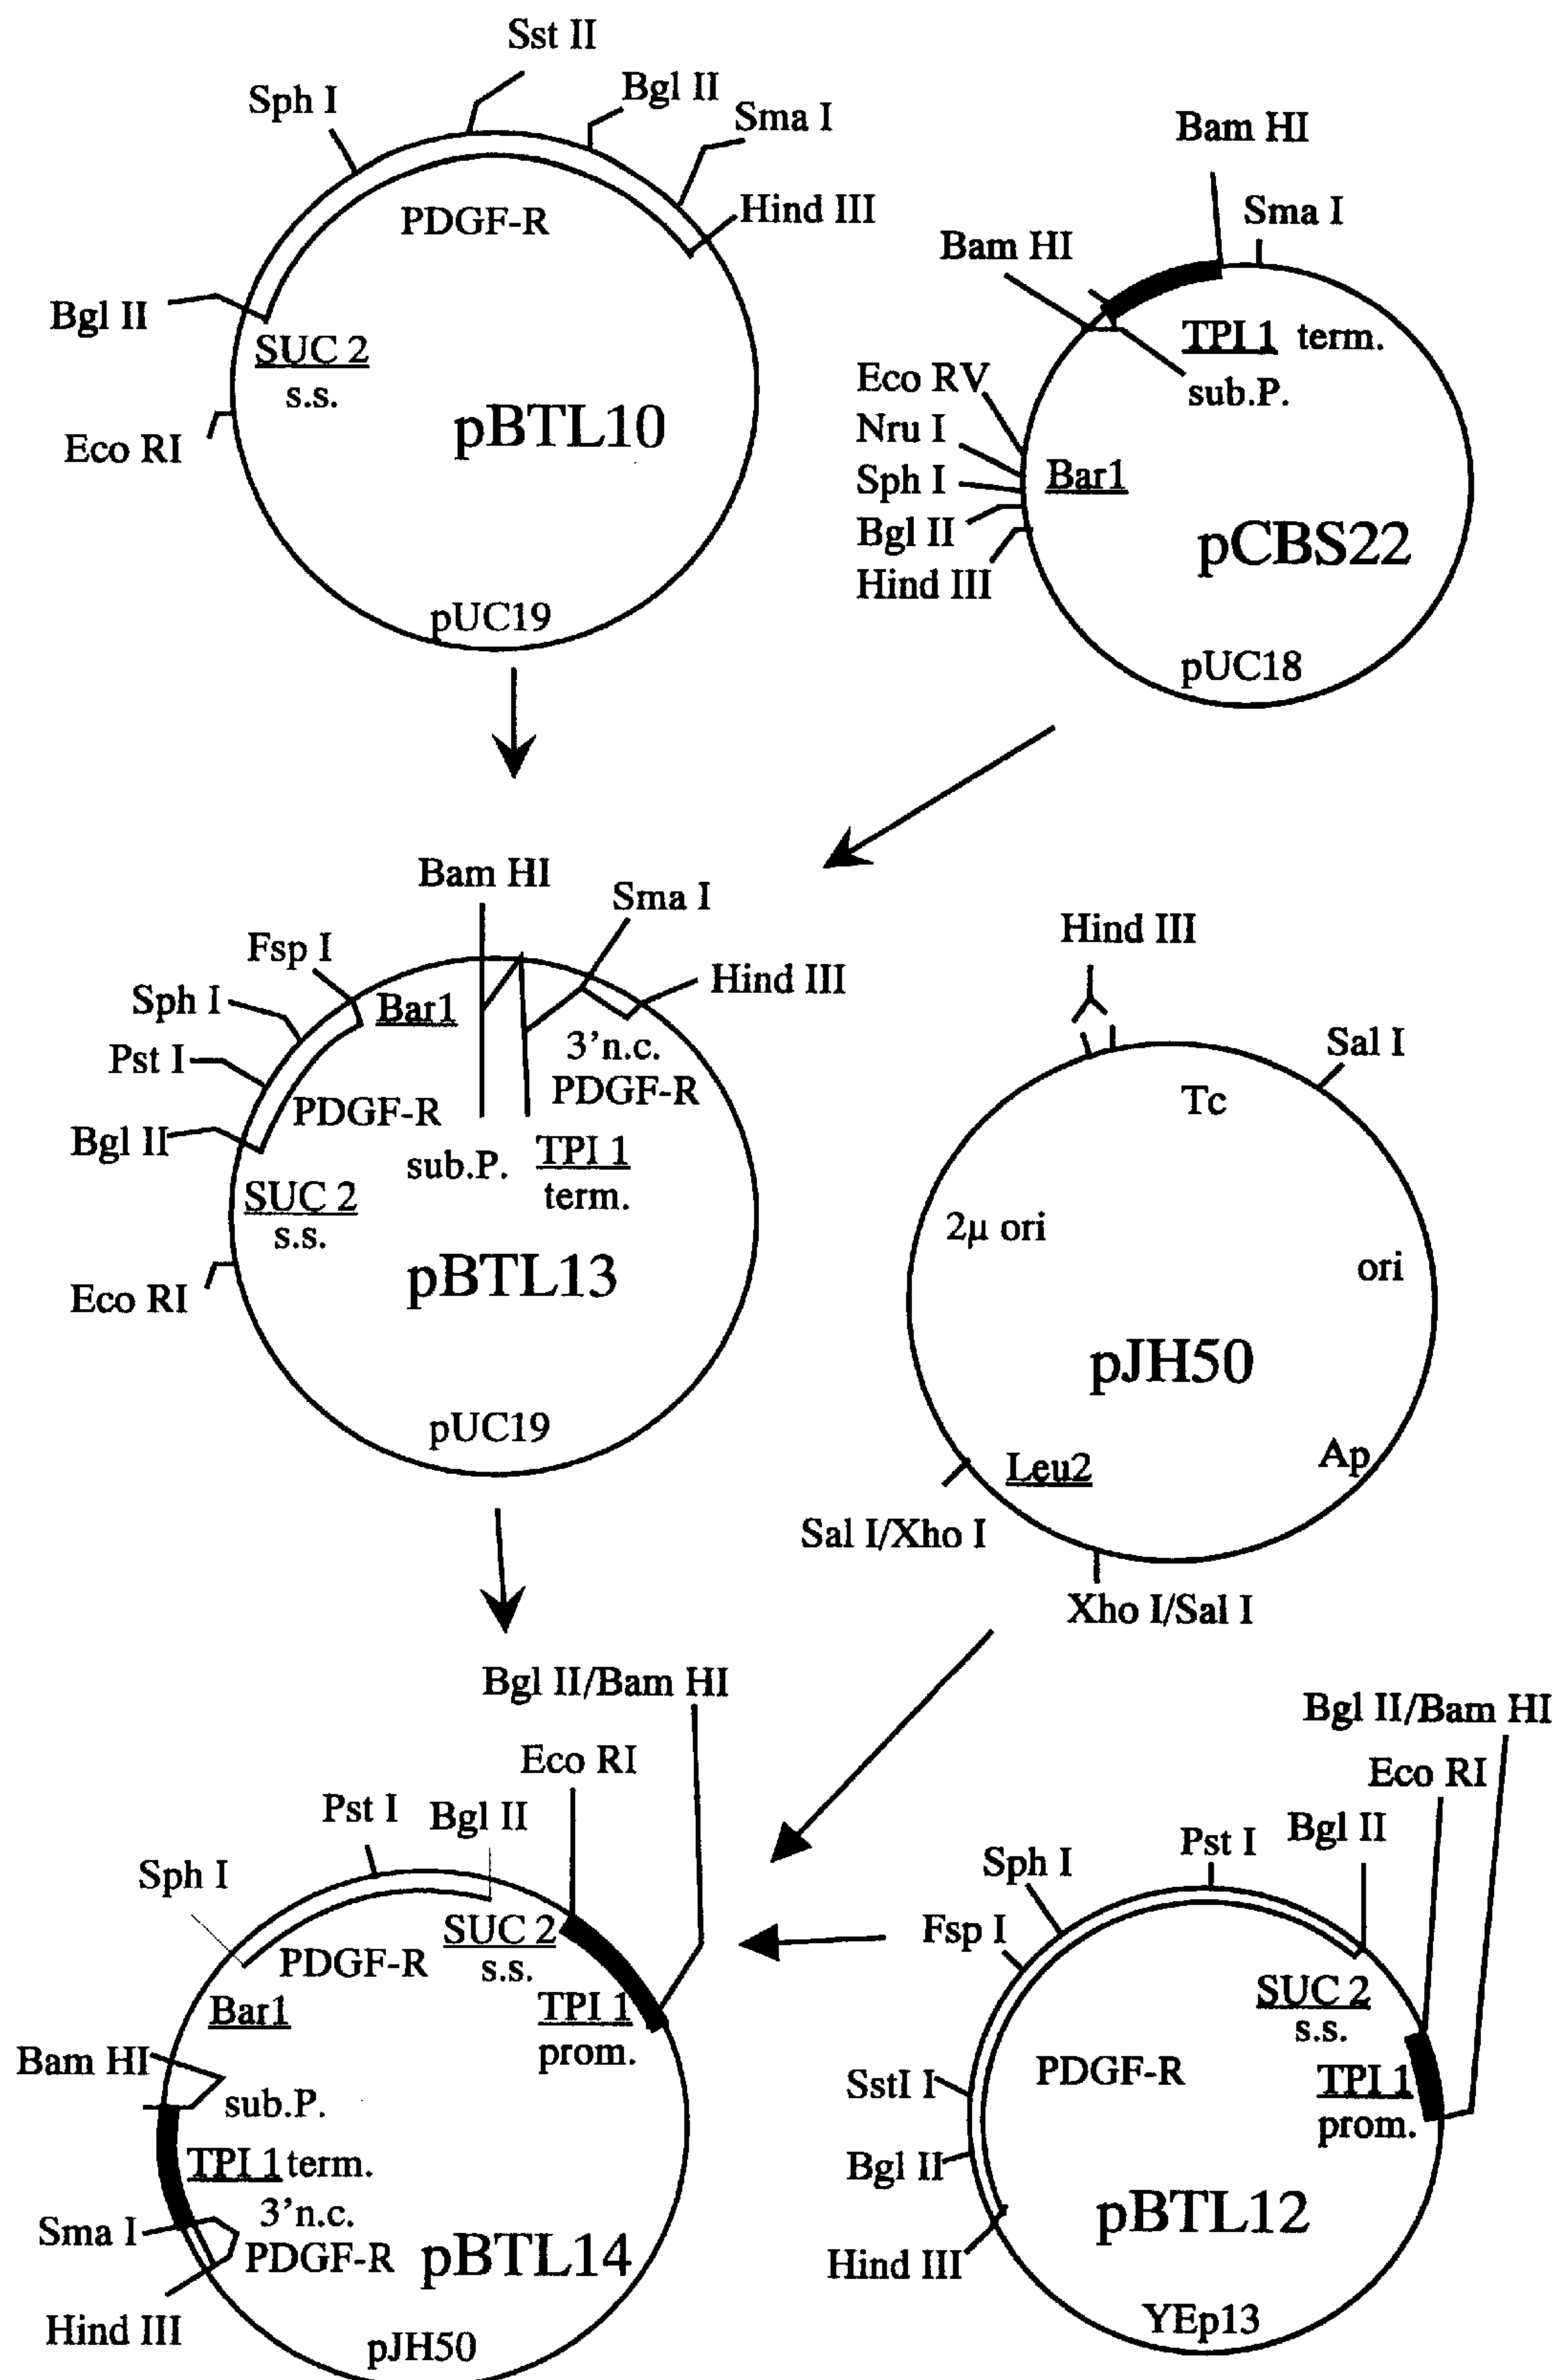 Sst II
Sph I
Bgl II
Sma I
PDGF-R
Hind III
Bgl II
SUC 2
s.s.
Eco RI
pBTL10
pUC19
Bam HI
Sma I
Bam HI
TPI 1 term.
sub.P.
Eco RV
Nru I
Sph I
Bar1
Bgl II
Hind III
pCBS22
pUC18
Bam HI
Sma I
Fsp I
Hind III
Sph I
Bar1
Pst I
3'n.c.
PDGF-R
PDGF-R
Bgl II
sub.P.
TPI 1
term.
SUC 2
s.s.
Eco RI
pBTL13
pUC19
Hind III
Sal I
Tc
2µ ori
ori
pJH50
Leu2
Ap
Sal I/Xho I
Xho I/Sal I
Bgl II/Bam HI
Eco RI
Pst I
Bgl II
Sph I
SUC 2
s.s.
PDGF-R
Bar1
TPI 1
prom.
Bam HI
sub.P.
TPI 1 term.
3'n.c.
Sma I
PDGF-R
pBTL14
Hind III
pJH50
Bgl II/Bam HI
Eco RI
Bgl II
Pst I
Sph I
Fsp I
SUC 2
s.s.
PDGF-R
SstI I
TPI 1
prom.
Bgl II
pBTL12
Hind III
YEp13